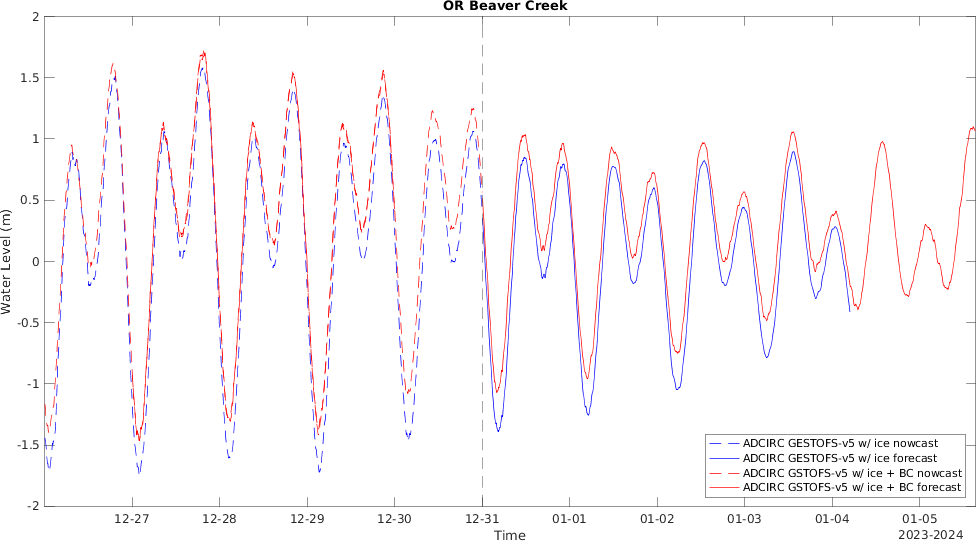 OR Beaver Creek
2
1.5
1
0.5
0
-0.5
-1
-1.5
-2
Water Level (m)
12-27 12-28 12-29 12-30 12-31 01-01 01-02 01-03 01-04 01-05
Time
2023-2024
ADCIRC GESTOFS-v5 w/ ice nowcast
ADCIRC GESTOFS-v5 w/ ice forecast
ADCIRC GSTOFS-v5 w/ ice + BC nowcast
ADCIRC GSTOFS-v5 w/ ice + BC forecast